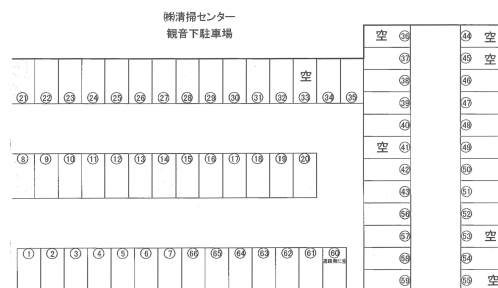 ㈱清掃センター
観音下駐車場
空 ㊱ ㊹ 空
㊲ ㊺ 空
㊳ ㊻
㊴ ㊼
㊵ ㊽
空 ㊶ ㊾
㊷ ㊿
㊸ 51
56 52
57 53 空
58 54
59 55 空
空
㉑ ㉒ ㉓ ㉔ ㉕ ㉖ ㉗ ㉘ ㉙ ㉚ ㉛ ㉜ ㉝ ㉞ ㉟
⑧ ⑨ ⑩ ⑪ ⑫ ⑬ ⑭ ⑮ ⑯ ⑰ ⑱ ⑲ ⑳
① ② ③ ④ ⑤ ⑥ ⑦ 66 65 64 63 62 61 60